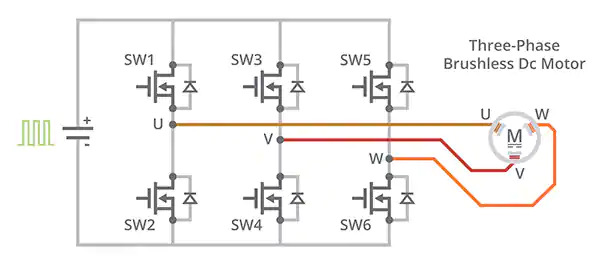 Three-Phase
Brushless Dc Motor
SW1
SW3
SW5
U
W
+
-
U
M
V
W
V
SW2
SW4
SW6